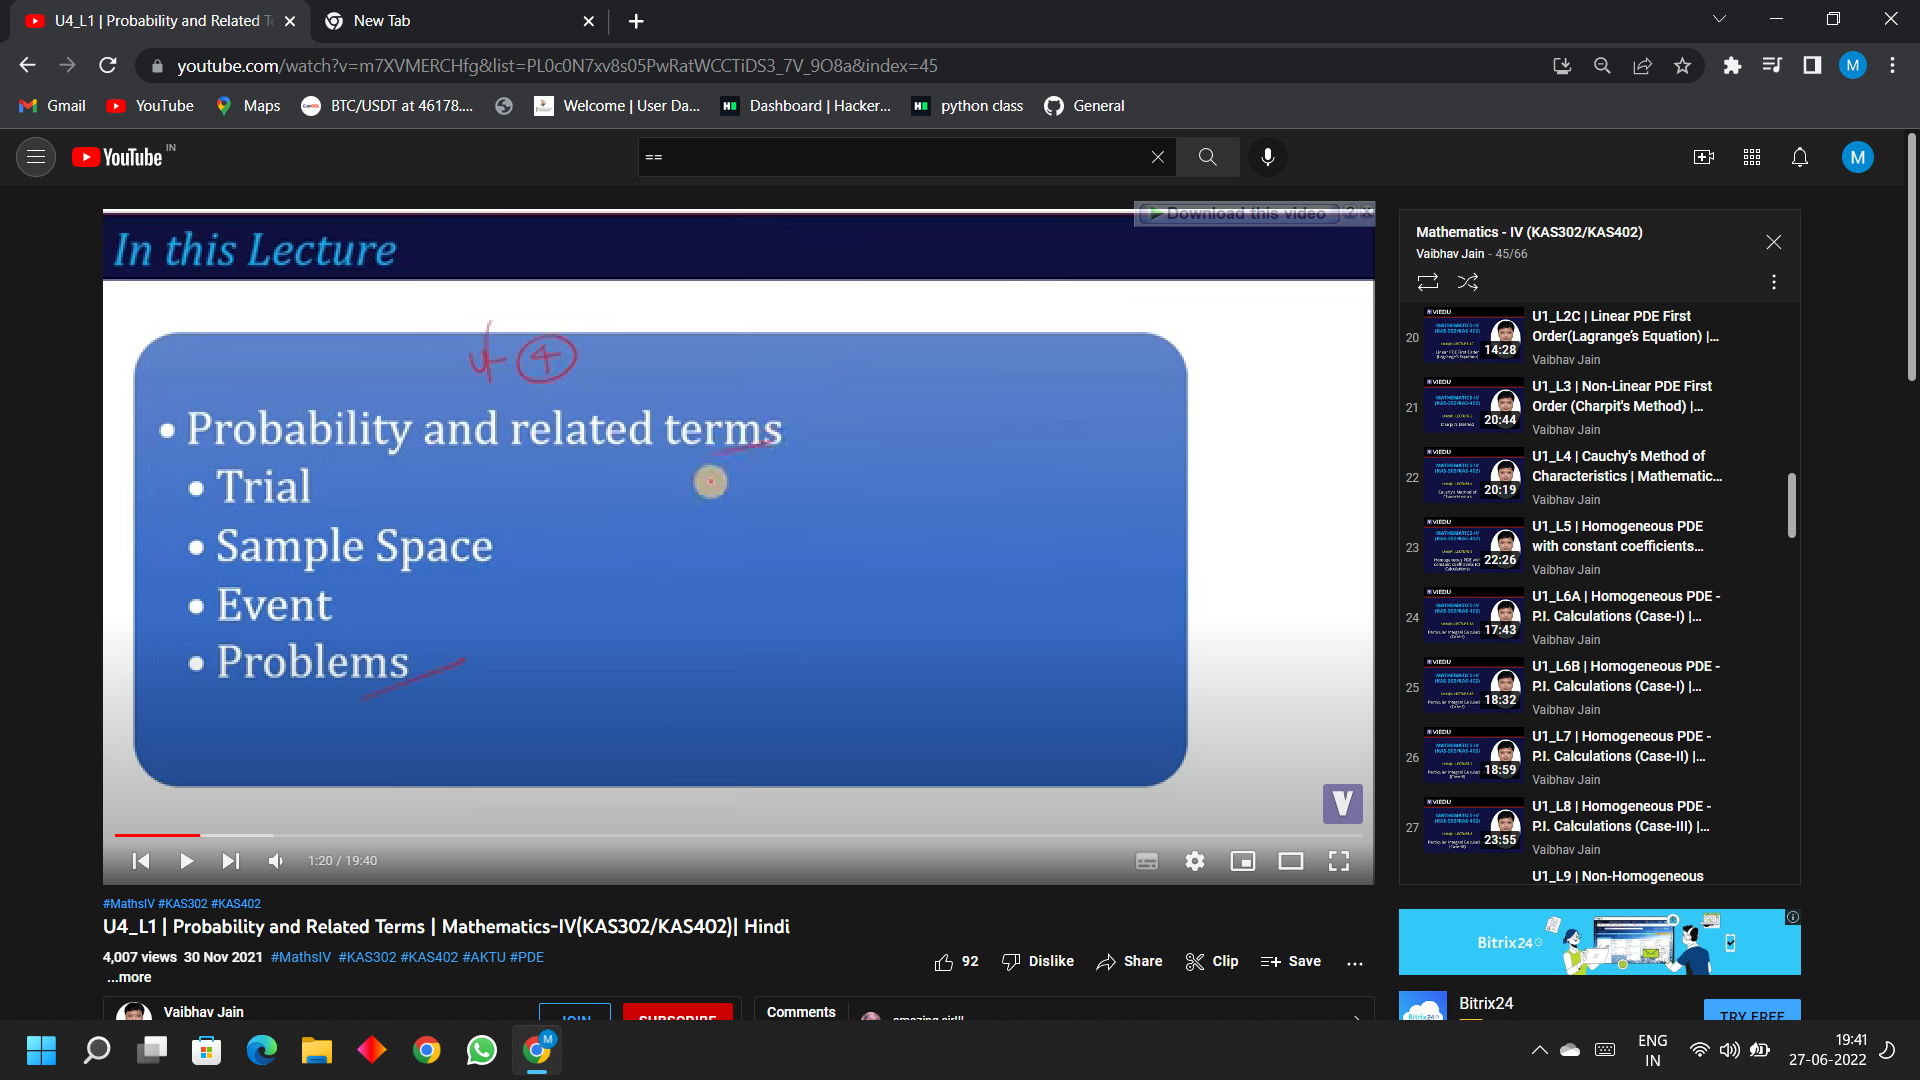 U4_L1 | Probability and Related T
New Tab
youtube.com/watch?v=m7XVMERCHfg&list=PL0c0N7xv8s05PwRatWCCTiDS3_7V_9O8a&index=45
M
Gmail
YouTube
Maps
BTC/USDT at 46178....
Welcome | User Da...
Dashboard | Hacker...
python class
General
YouTube IN
==
M
Download this video ? x
In this Lecture
4
• Probability and related terms
• Trial
• Sample Space
• Event
• Problems
V
1:20 / 19:40
Mathematics - IV (KAS302/KAS402)
Vaibhav Jain - 45/66
20
14:28
U1_L2C | Linear PDE First
Order(Lagrange's Equation) |...
Vaibhav Jain
21
20:44
U1_L3 | Non-Linear PDE First
Order (Charpit's Method) |...
Vaibhav Jain
22
20:19
U1_L4 | Cauchy's Method of
Characteristics | Mathematic...
Vaibhav Jain
23
22:26
U1_L5 | Homogeneous PDE
with constant coefficients...
Vaibhav Jain
24
17:43
U1_L6A | Homogeneous PDE -
P.I. Calculations (Case-I) |...
Vaibhav Jain
25
18:32
U1_L6B | Homogeneous PDE -
P.I. Calculations (Case-I) |...
Vaibhav Jain
26
18:59
U1_L7 | Homogeneous PDE -
P.I. Calculations (Case-II) |...
Vaibhav Jain
27
23:55
U1_L8 | Homogeneous PDE -
P.I. Calculations (Case-III) |...
Vaibhav Jain
U1_L9 | Non-Homogeneous
#MathsIV #KAS302 #KAS402
U4_L1 | Probability and Related Terms | Mathematics-IV(KAS302/KAS402)| Hindi
4,007 views 30 Nov 2021 #MathsIV #KAS302 #KAS402 #AKTU #PDE
...more
92
Dislike
Share
Clip
Save
Vaibhav Jain
JOIN
SUBSCRIBE
Comments
amazing sir!!!
Bitrix24
Bitrix24
TRY FREE
M
ENG
IN
19:41
27-06-2022